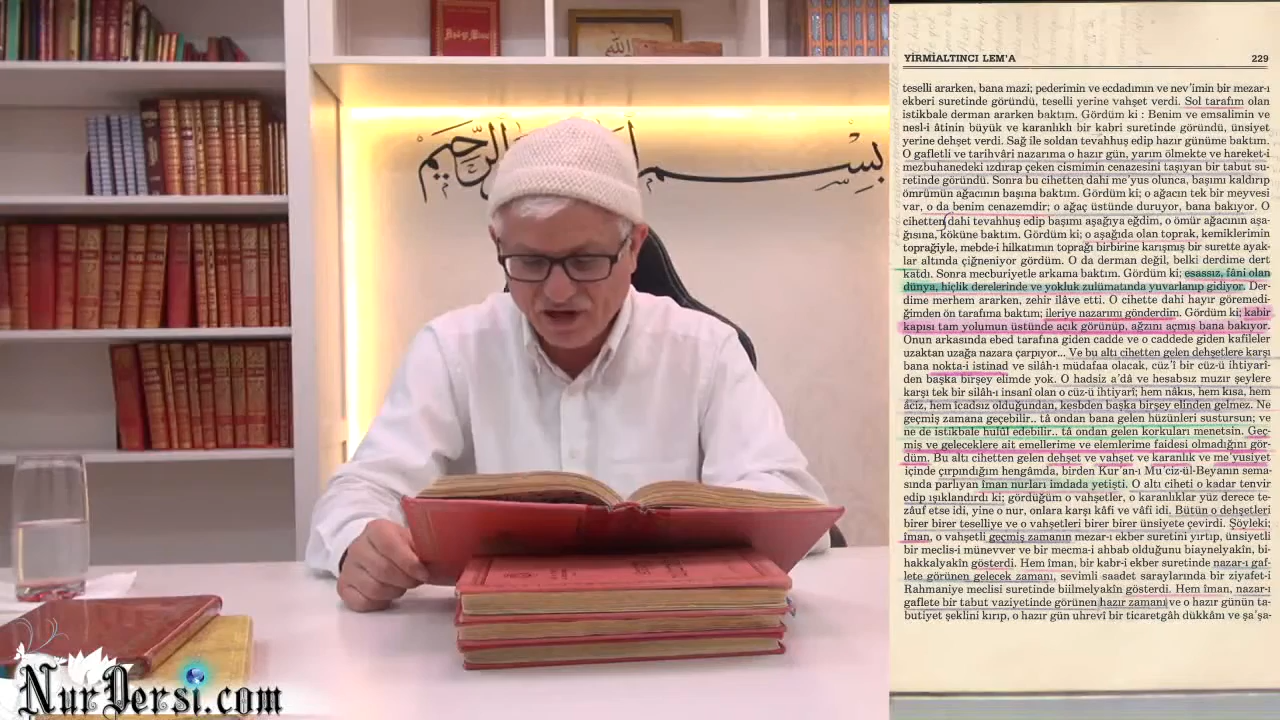 الله
بسم الرحيم
YİRMİALTINCI LEM'A 229
teselli ararken, bana mazi; pederimin ve ecdadımın ve nev'imin bir mezar-ı
ekberi suretinde göründü, teselli yerine vahşet verdi. Sol tarafım olan
istikbale derman ararken baktım. Gördüm ki : Benim ve emsalimin ve
nesl-i âtinin büyük ve karanlıklı bir kabri suretinde göründü, ünsiyet
yerine dehşet verdi. Sağ ile soldan tevahhuş edip hazır günüme baktım.
O gafletli ve tarihvâri nazarıma o hazır gün, yarım ölmekte ve hareket-i
mezbuhanedeki ızdırap çeken cismimin cenazesini taşıyan bir tabut su-
retinde göründü. Sonra bu cihetten dahi me'yus olunca, başımı kaldırıp
ömrümün ağacının başına baktım. Gördüm ki; o ağacın tek bir meyvesi
var, o da benim cenazemdir; o ağaç üstünde duruyor, bana bakıyor. O
cihetten dahi tevahhuş edip başımı aşağıya eğdim, o ömür ağacının aşa-
ğısına, köküne baktım. Gördüm ki; o aşağıda olan toprak, kemiklerimin
toprağiyle, mebde-i hilkatımın toprağı birbirine karışmış bir surette ayak-
lar altında çiğneniyor gördüm. O da derman değil, belki derdime dert
katdı. Sonra mecburiyetle arkama baktım. Gördüm ki; esassız, fâni olan
dünya, hiçlik derelerinde ve yokluk zulümatında yuvarlanıp gidiyor. Der-
dime merhem ararken, zehir ilâve etti. O cihette dahi hayır göremedi-
ğimden ön tarafıma baktım; ileriye nazarımı gönderdim. Gördüm ki; kabir
kapısı tam yolumun üstünde açık görünüp, ağzını açmış bana bakıyor.
Onun arkasında ebed tarafına giden cadde ve o caddede giden kafileler
uzaktan uzağa nazara çarpıyor... Ve bu altı cihetten gelen dehşetlere karşı
bana nokta-i istinad ve silâh-ı müdafaa olacak, cüz'î bir cüz-ü ihtiyarî-
den başka birşey elimde yok. O hadsiz a'dâ ve hesabsız muzır şeylere
karşı tek bir silâh-ı insanî olan o cüz-ü ihtiyarî; hem nâkıs, hem kısa, hem
âciz, hem icadsız olduğundan, kesbden başka birşey elinden gelmez. Ne
geçmiş zamana geçebilir.. tâ ondan bana gelen hüzünleri sustursun; ve
ne de istikbale hulûl edebilir.. tâ ondan gelen korkuları menetsin. Geç-
miş ve geleceklere ait emellerime ve elemlerime faidesi olmadığını gör-
düm. Bu altı cihetten gelen dehşet ve vahşet ve karanlık ve me'yusiyet
içinde çırpındığım hengâmda, birden Kur'an-ı Mu'ciz-ül-Beyanın sema-
sında parlıyan îman nurları imdada yetişti. O altı ciheti o kadar tenvir
edip ışıklandırdı ki; gördüğüm o vahşetler, o karanlıklar yüz derece te-
zâuf etse idi, yine o nur, onlara karşı kâfi ve vâfi idi. Bütün o dehşetleri
birer birer teselliye ve o vahşetleri birer birer ünsiyete çevirdi. Şöyleki;
îman, o vahşetli geçmiş zamanın mezar-ı ekber suretini yırtıp, ünsiyetli
bir meclis-i münevver ve bir mecma-ı ahbab olduğunu biaynelyakîn, bi-
hakkalyakîn gösterdi. Hem îman, bir kabr-i ekber suretinde nazar-ı gaf-
lete görünen gelecek zamanı, sevimli saadet saraylarında bir ziyafet-i
Rahmaniye meclisi suretinde biilmelyakîn gösterdi. Hem îman, nazar-ı
gaflete bir tabut vaziyetinde görünen hazır zamanı ve o hazır günün ta-
butiyet şeklini kırıp, o hazır gün uhrevî bir ticaretgâh dükkânı ve şa'şa-
NurDersi.com